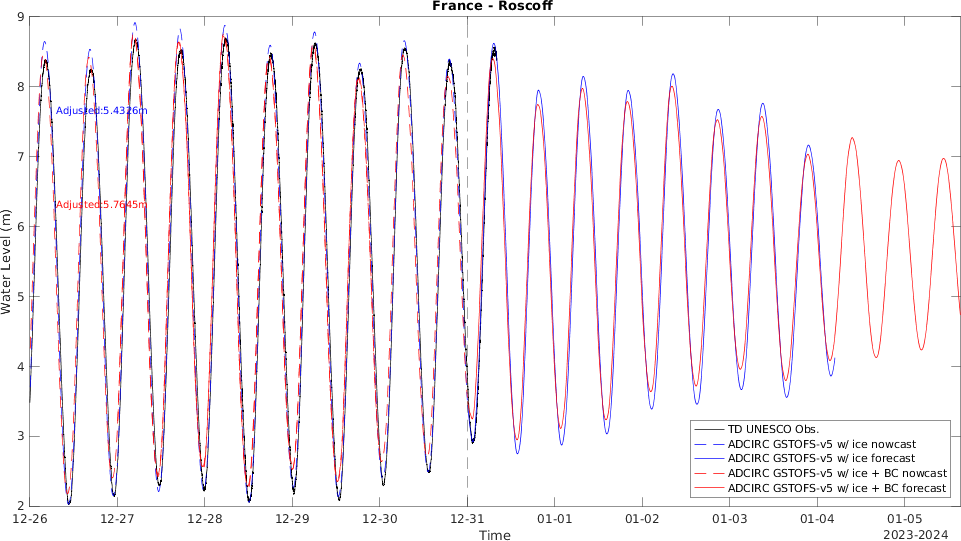 France - Roscoff
9
8
7
6
5
4
3
2
Water Level (m)
Adjusted:5.4326m
Adjusted:5.7645m
TD UNESCO Obs.
ADCIRC GSTOFS-v5 w/ ice nowcast
ADCIRC GSTOFS-v5 w/ ice forecast
ADCIRC GSTOFS-v5 w/ ice + BC nowcast
ADCIRC GSTOFS-v5 w/ ice + BC forecast
12-26 12-27 12-28 12-29 12-30 12-31 01-01 01-02 01-03 01-04 01-05
Time
2023-2024